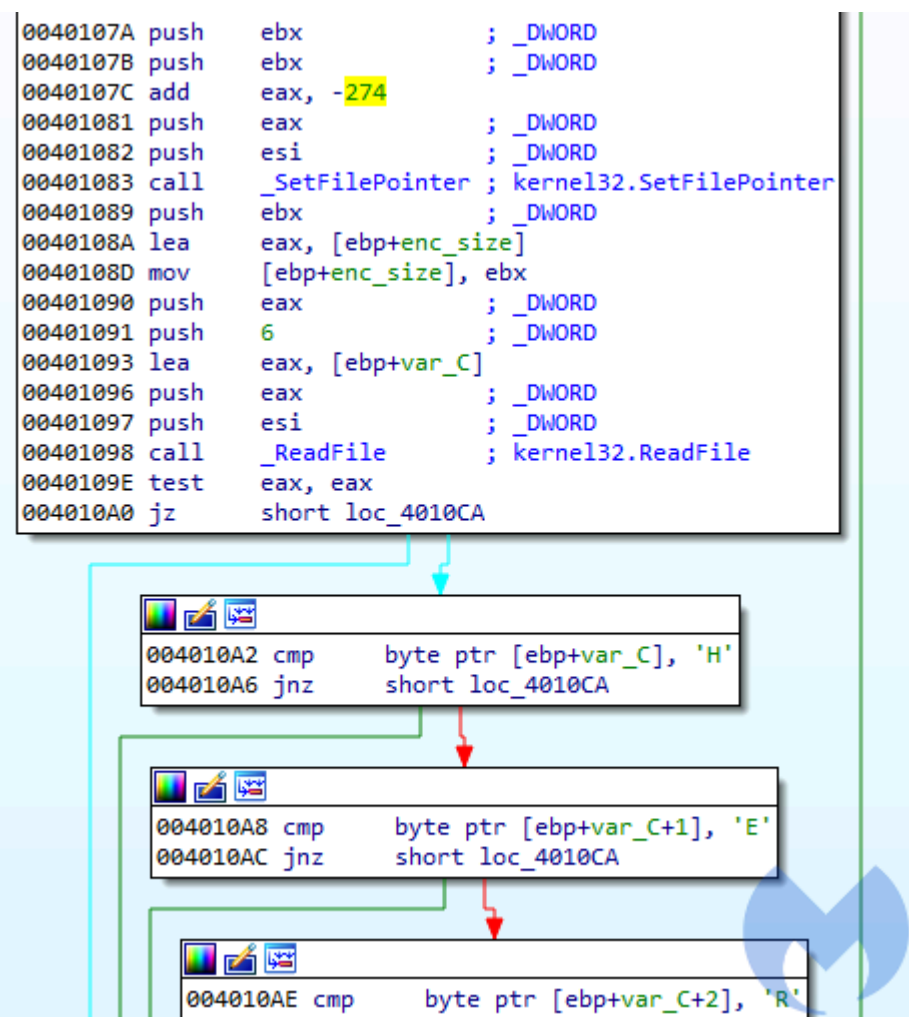 0040107A push ebx ; _DWORD
0040107B push ebx ; _DWORD
0040107C add eax, -274
00401081 push eax ; _DWORD
00401082 push esi ; _DWORD
00401083 call _SetFilePointer ; kernel32.SetFilePointer
00401089 push ebx ; _DWORD
0040108A lea eax, [ebp+enc_size]
0040108D mov [ebp+enc_size], ebx
00401090 push eax ; _DWORD
00401091 push 6 ; _DWORD
00401093 lea eax, [ebp+var_C]
00401096 push eax ; _DWORD
00401097 push esi ; _DWORD
00401098 call _ReadFile ; kernel32.ReadFile
0040109E test eax, eax
004010A0 jz short loc_4010CA
004010A2 cmp byte ptr [ebp+var_C], 'H'
004010A6 jnz short loc_4010CA
004010A8 cmp byte ptr [ebp+var_C+1], 'E'
004010AC jnz short loc_4010CA
004010AE cmp byte ptr [ebp+var_C+2], 'R'